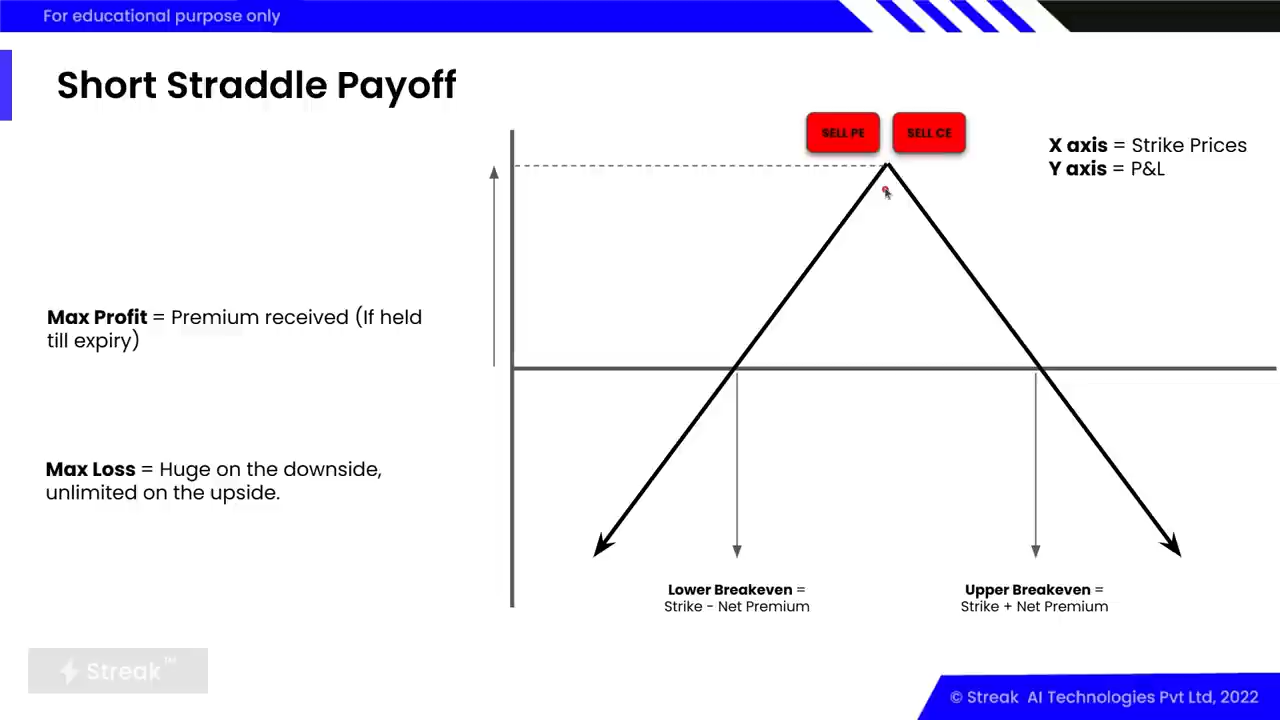 For educational purpose only
Short Straddle Payoff
SELL PE
SELL CE
X axis = Strike Prices
Y axis = P&L
Max Profit = Premium received (If held
till expiry)
Max Loss = Huge on the downside,
unlimited on the upside.
Lower Breakeven =
Strike - Net Premium
Upper Breakeven =
Strike + Net Premium
Streak™
© Streak AI Technologies Pvt Ltd, 2022